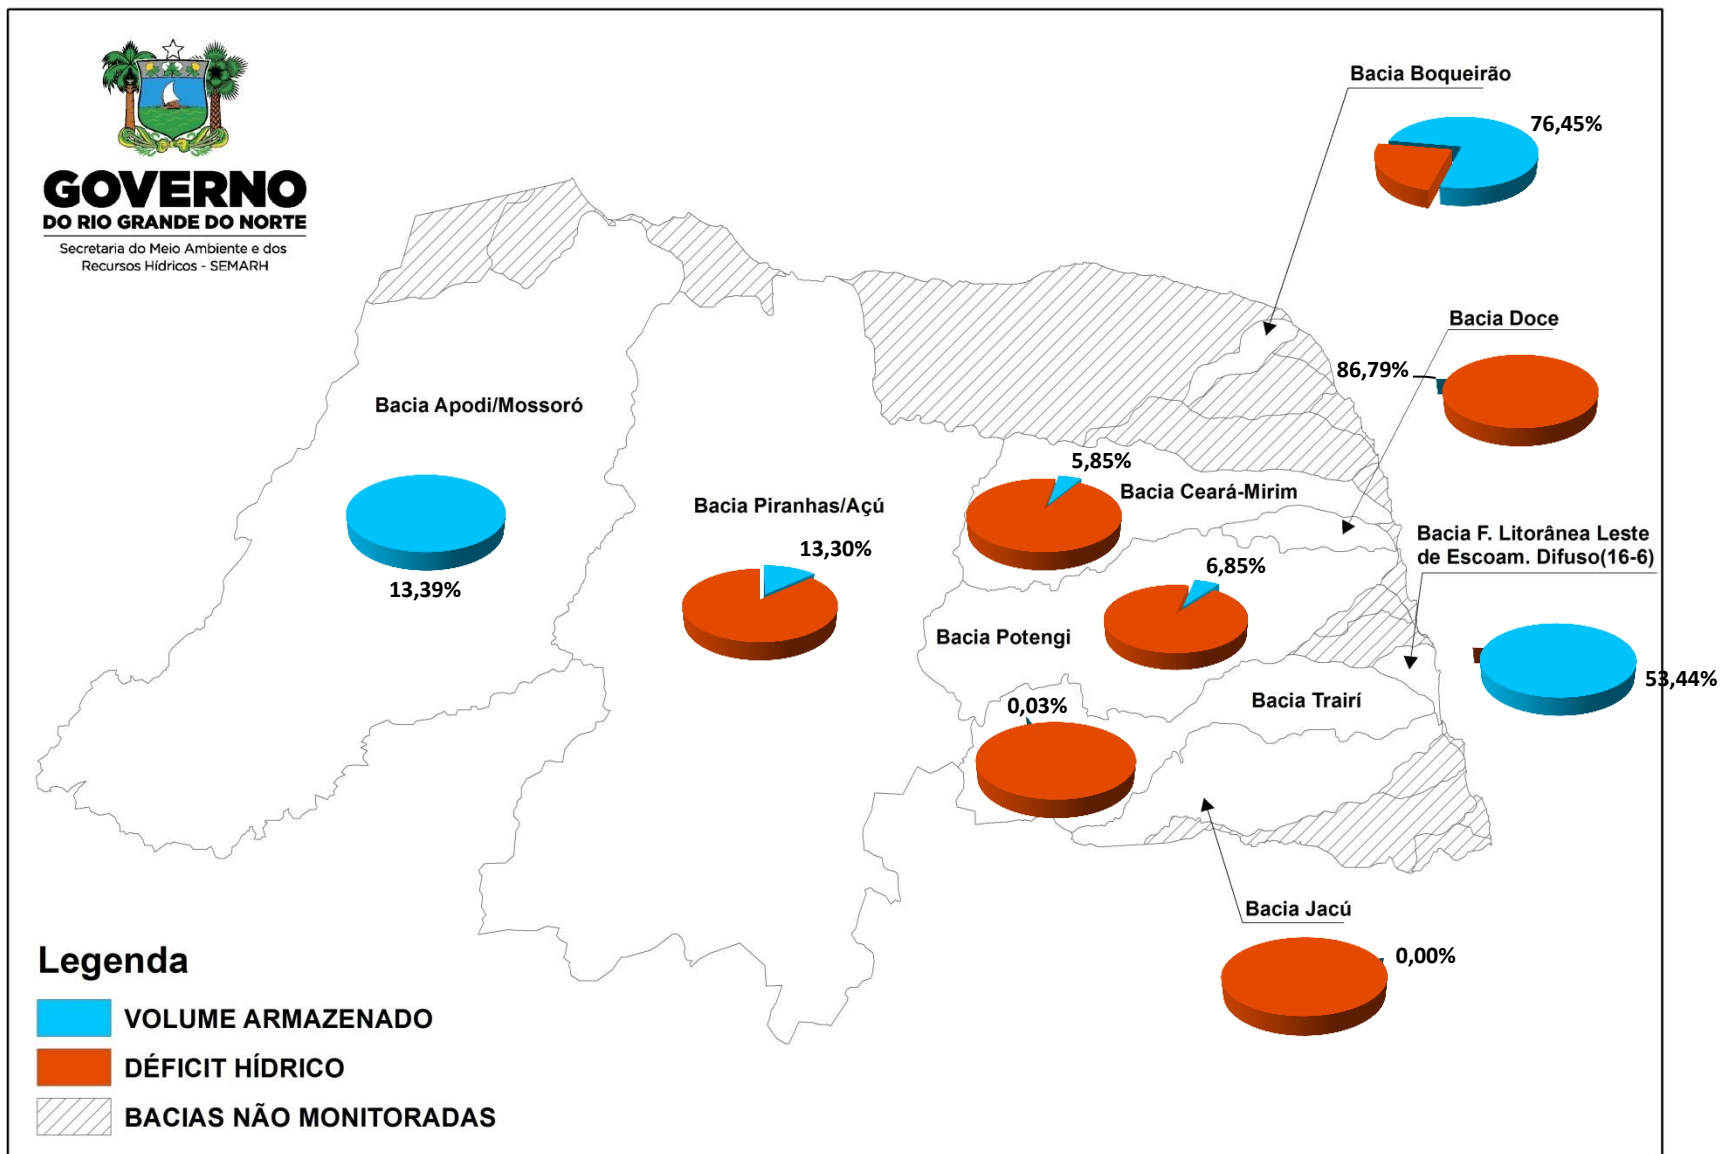 GOVERNO
DO RIO GRANDE DO NORTE
Secretaria do Meio Ambiente e dos
Recursos Hídricos - SEMARH
Bacia Boqueirão
76,45%
Bacia Doce
86,79%
Bacia Apodi/Mossoró
13,39%
Bacia Piranhas/Açú
13,30%
5,85%
Bacia Ceará-Mirim
Bacia F. Litorânea Leste
de Escoam. Difuso(16-6)
53,44%
6,85%
Bacia Potengi
Bacia Trairí
0,03%
Bacia Jacú
0,00%
Legenda
VOLUME ARMAZENADO
DÉFICIT HÍDRICO
BACIAS NÃO MONITORADAS